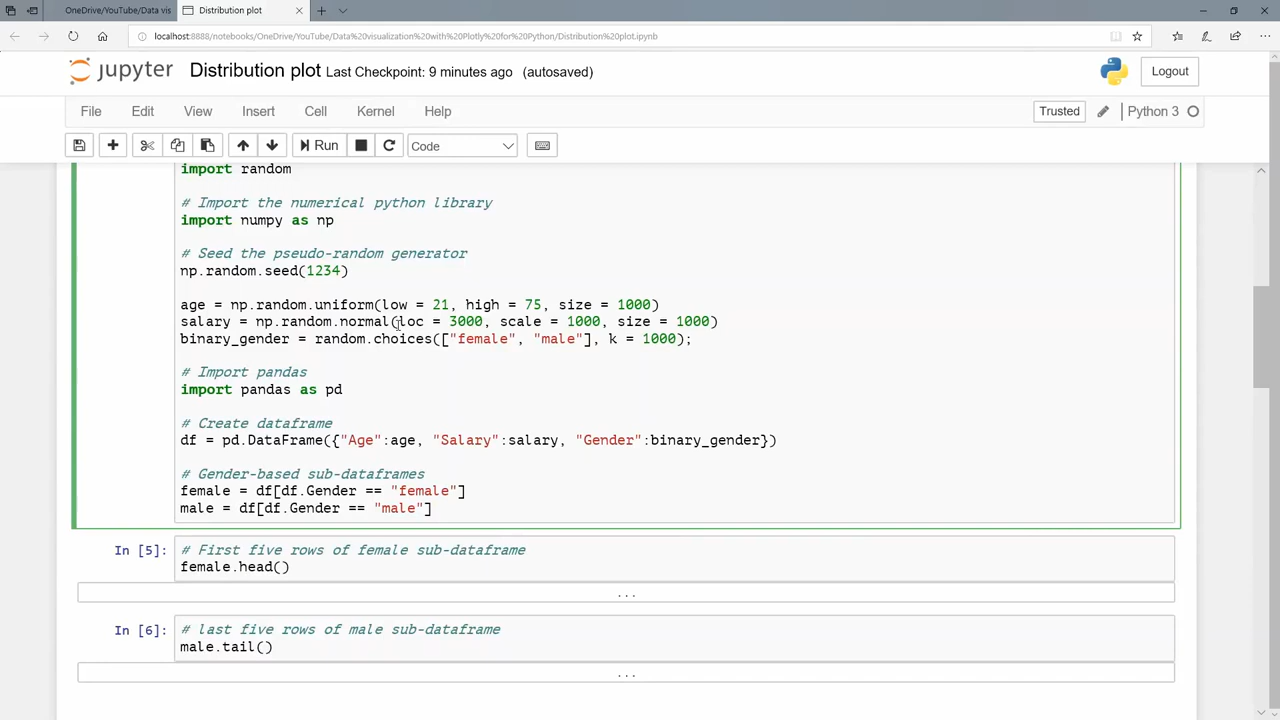 OneDrive/YouTube/Data vis
Distribution plot
localhost:8888/notebooks/OneDrive/YouTube/Data%20visualization%20with%20Plotly%20for%20Python/Distribution%20plot.ipynb
jupyter Distribution plot Last Checkpoint: 9 minutes ago (autosaved)
Logout
File Edit View Insert Cell Kernel Help
Trusted Python 3
Run Code
import random
# Import the numerical python library
import numpy as np
# Seed the pseudo-random generator
np.random.seed(1234)
age = np.random.uniform(low = 21, high = 75, size = 1000)
salary = np.random.normal(loc = 3000, scale = 1000, size = 1000)
binary_gender = random.choices(["female", "male"], k = 1000);
# Import pandas
import pandas as pd
# Create dataframe
df = pd.DataFrame({"Age":age, "Salary":salary, "Gender":binary_gender})
# Gender-based sub-dataframes
female = df[df.Gender == "female"]
male = df[df.Gender == "male"]
In [5]: # First five rows of female sub-dataframe
female.head()
...
In [6]: # last five rows of male sub-dataframe
male.tail()
...